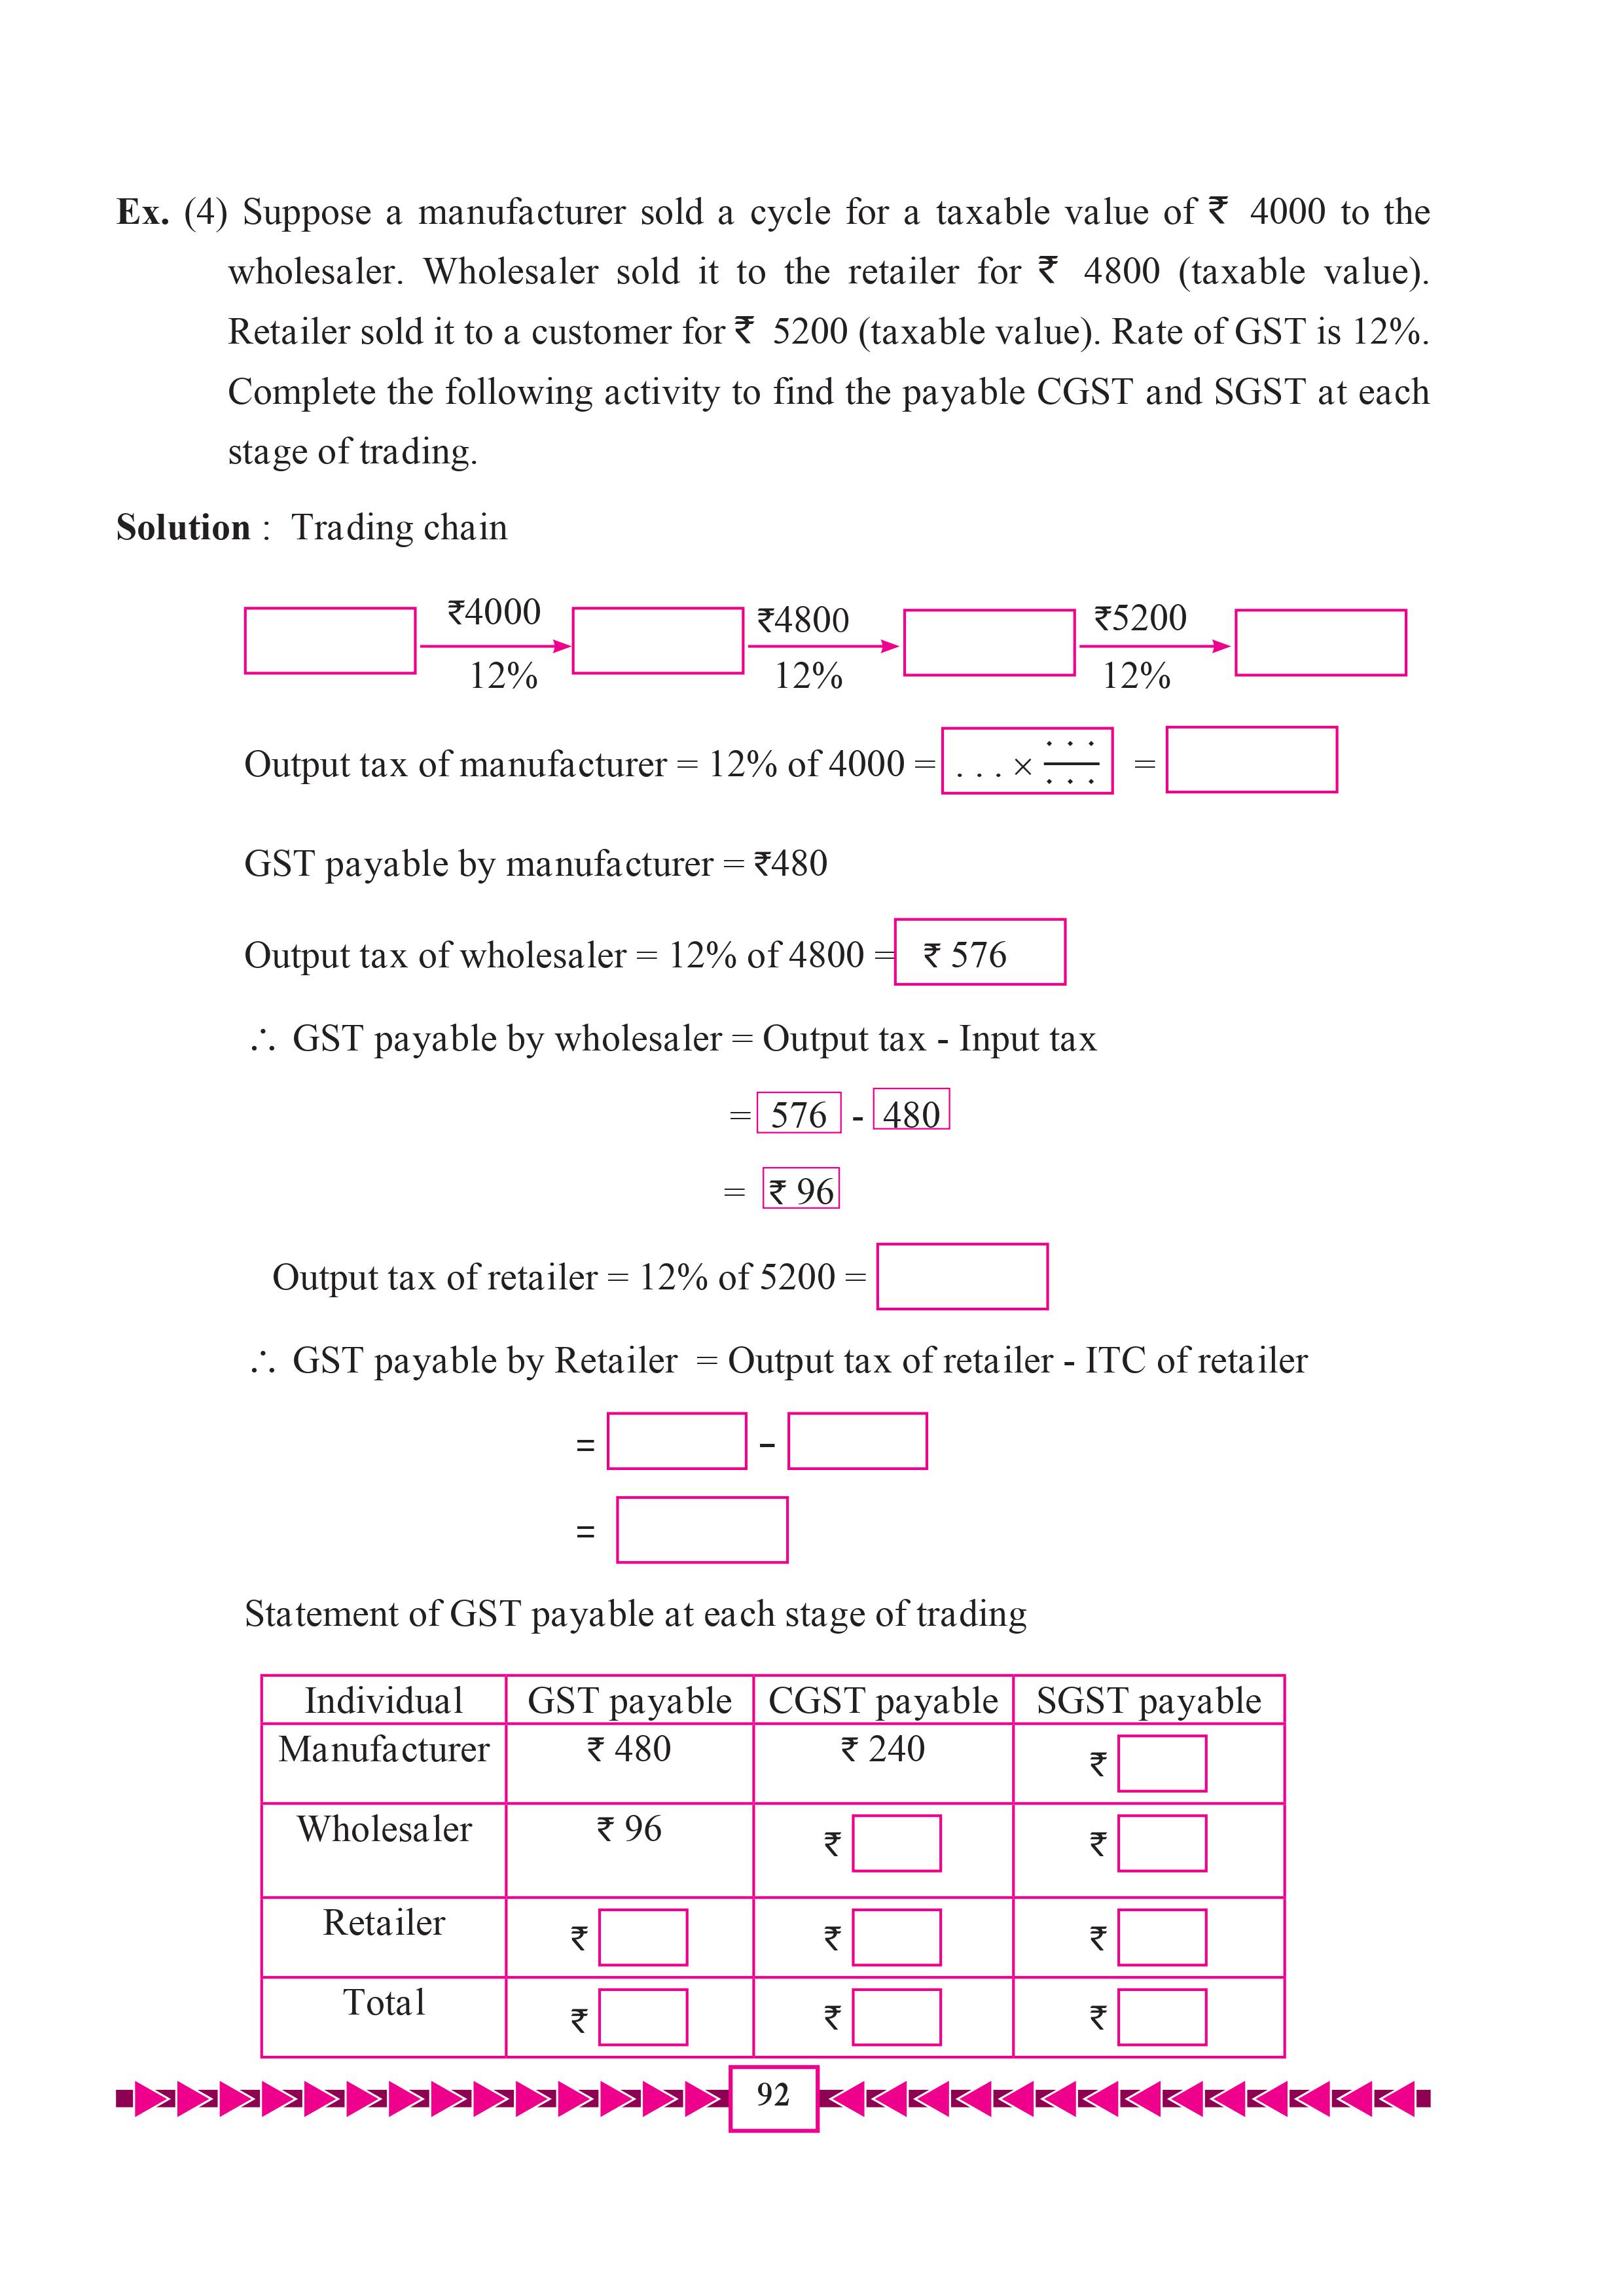 Ex. (4) Suppose a manufacturer sold a cycle for a taxable value of ₹ 4000 to the
wholesaler. Wholesaler sold it to the retailer for ₹ 4800 (taxable value).
Retailer sold it to a customer for ₹ 5200 (taxable value). Rate of GST is 12%.
Complete the following activity to find the payable CGST and SGST at each
stage of trading.
Solution : Trading chain
₹4000 ₹4800 ₹5200
12% 12% 12%
Output tax of manufacturer = 12% of 4000 = . . . × . . . / . . . =
GST payable by manufacturer = ₹480
Output tax of wholesaler = 12% of 4800 = ₹ 576
∴ GST payable by wholesaler = Output tax - Input tax
= 576 - 480
= ₹ 96
Output tax of retailer = 12% of 5200 =
∴ GST payable by Retailer = Output tax of retailer - ITC of retailer
= -
=
Statement of GST payable at each stage of trading
Individual GST payable CGST payable SGST payable
Manufacturer ₹ 480 ₹ 240 ₹
Wholesaler ₹ 96 ₹ ₹
Retailer ₹ ₹ ₹
Total ₹ ₹ ₹
92